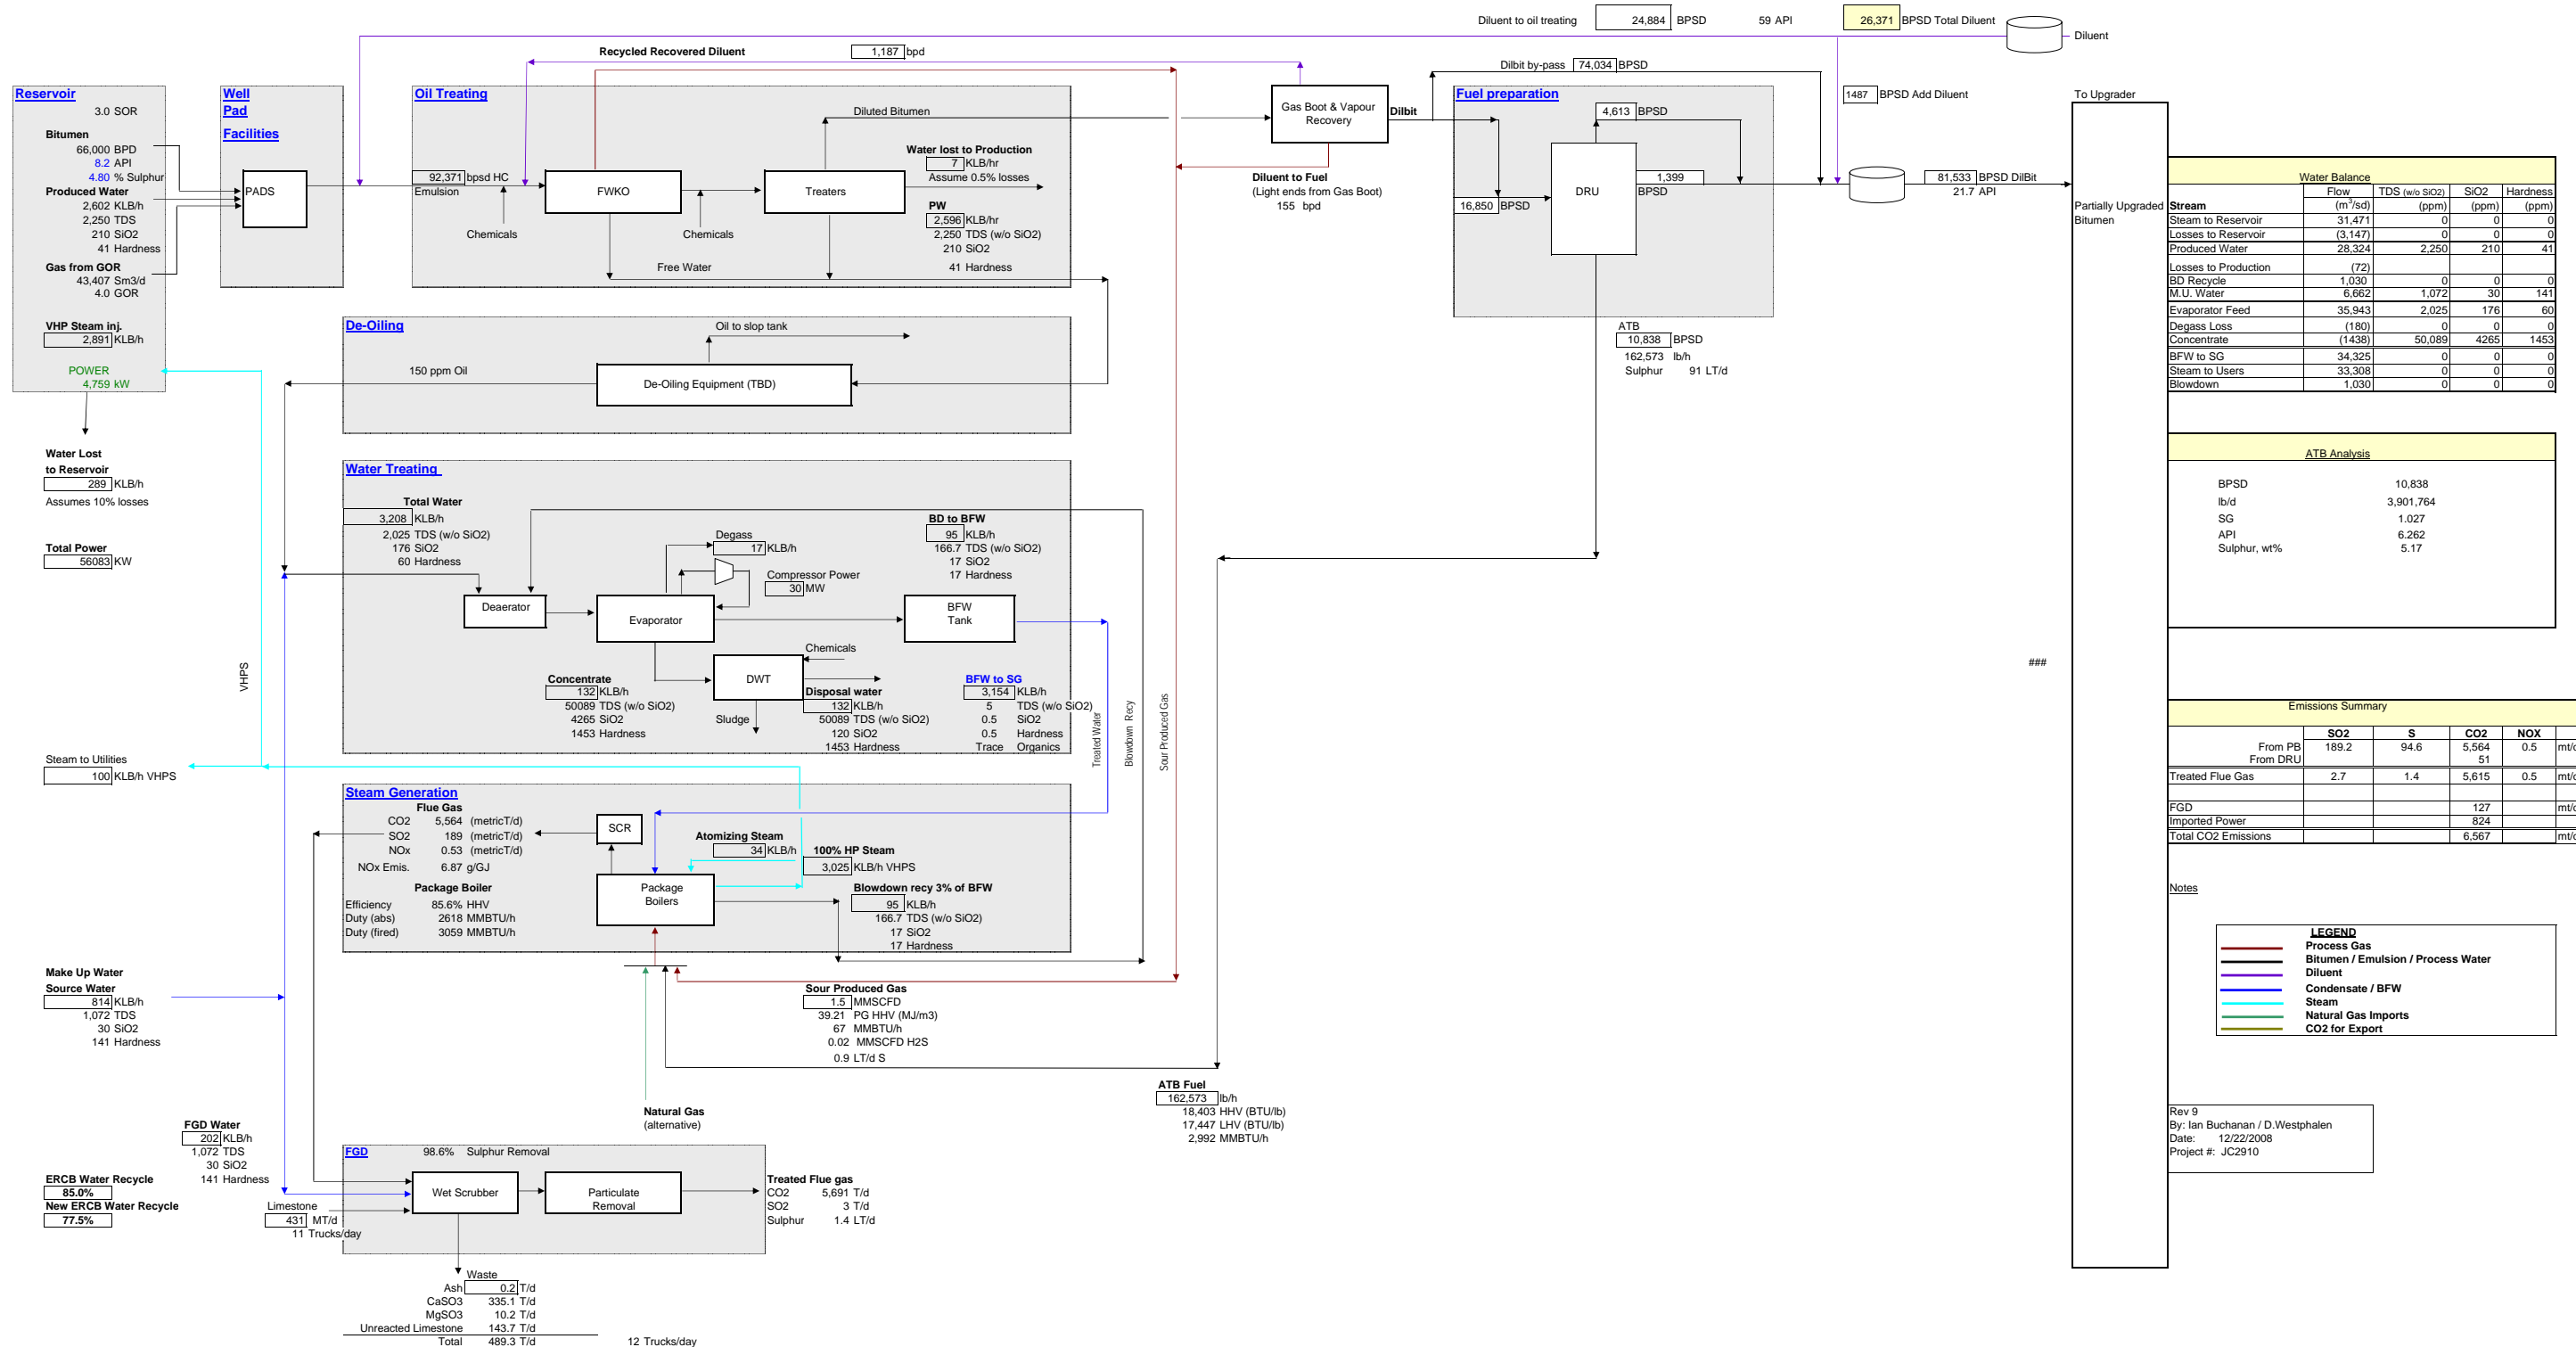 Diluent to oil treating 24,884 BPSD 59 API 26,371 BPSD Total Diluent
Diluent
Recycled Recovered Diluent 1,187 bpd
Dilbit by-pass 74,034 BPSD
1487 BPSD Add Diluent
To Upgrader
Partially Upgraded
Bitumen
Reservoir
3.0 SOR
Bitumen
66,000 BPD
8.2 API
4.80 % Sulphur
Produced Water
2,602 KLB/h
2,250 TDS
210 SiO2
41 Hardness
Gas from GOR
43,407 Sm3/d
4.0 GOR
VHP Steam inj.
2,891 KLB/h
POWER
4,759 kW
Water Lost
to Reservoir
289 KLB/h
Assumes 10% losses
Total Power
56083 KW
Well
Pad
Facilities
PADS
Oil Treating
Diluted Bitumen
92,371 bpsd HC
Emulsion
FWKO
Treaters
Chemicals
Chemicals
Free Water
Water lost to Production
7 KLB/hr
Assume 0.5% losses
PW
2,596 KLB/hr
2,250 TDS (w/o SiO2)
210 SiO2
41 Hardness
Gas Boot & Vapour
Recovery
Dilbit
Diluent to Fuel
(Light ends from Gas Boot)
155 bpd
Fuel preparation
4,613 BPSD
DRU
1,399
BPSD
16,850 BPSD
81,533 BPSD DilBit
21.7 API
ATB
10,838 BPSD
162,573 lb/h
Sulphur 91 LT/d
De-Oiling
Oil to slop tank
150 ppm Oil
De-Oiling Equipment (TBD)
Water Treating
Total Water
3,208 KLB/h
2,025 TDS (w/o SiO2)
176 SiO2
60 Hardness
Degass
17 KLB/h
Compressor Power
30 MW
BD to BFW
95 KLB/h
166.7 TDS (w/o SiO2)
17 SiO2
17 Hardness
Deaerator
Evaporator
BFW
Tank
Chemicals
DWT
Concentrate
132 KLB/h
50089 TDS (w/o SiO2)
4265 SiO2
1453 Hardness
Sludge
Disposal water
132 KLB/h
50089 TDS (w/o SiO2)
120 SiO2
1453 Hardness
BFW to SG
3,154 KLB/h
5 TDS (w/o SiO2)
0.5 SiO2
0.5 Hardness
Trace Organics
Treated Water
Blowdown Recy
Sour Produced Gas
VHPS
Steam to Utilities
100 KLB/h VHPS
Steam Generation
Flue Gas
CO2 5,564 (metricT/d)
SO2 189 (metricT/d)
NOx 0.53 (metricT/d)
NOx Emis. 6.87 g/GJ
Package Boiler
Efficiency 85.6% HHV
Duty (abs) 2618 MMBTU/h
Duty (fired) 3059 MMBTU/h
SCR
Atomizing Steam
34 KLB/h
100% HP Steam
3,025 KLB/h VHPS
Package
Boilers
Blowdown recy 3% of BFW
95 KLB/h
166.7 TDS (w/o SiO2)
17 SiO2
17 Hardness
Make Up Water
Source Water
814 KLB/h
1,072 TDS
30 SiO2
141 Hardness
Sour Produced Gas
1.5 MMSCFD
39.21 PG HHV (MJ/m3)
67 MMBTU/h
0.02 MMSCFD H2S
0.9 LT/d S
Natural Gas
(alternative)
ATB Fuel
162,573 lb/h
18,403 HHV (BTU/lb)
17,447 LHV (BTU/lb)
2,992 MMBTU/h
FGD Water
202 KLB/h
1,072 TDS
30 SiO2
141 Hardness
ERCB Water Recycle
85.0%
New ERCB Water Recycle
77.5%
Limestone
431 MT/d
11 Trucks/day
FGD 98.6% Sulphur Removal
Wet Scrubber
Particulate
Removal
Treated Flue gas
CO2 5,691 T/d
SO2 3 T/d
Sulphur 1.4 LT/d
Waste
Ash 0.2 T/d
CaSO3 335.1 T/d
MgSO3 10.2 T/d
Unreacted Limestone 143.7 T/d
Total 489.3 T/d 12 Trucks/day
###
Water Balance
Flow TDS (w/o SiO2) SiO2 Hardness
Stream (m3/sd) (ppm) (ppm) (ppm)
Steam to Reservoir 31,471 0 0 0
Losses to Reservoir (3,147) 0 0 0
Produced Water 28,324 2,250 210 41
Losses to Production (72)
BD Recycle 1,030 0 0 0
M.U. Water 6,662 1,072 30 141
Evaporator Feed 35,943 2,025 176 60
Degass Loss (180) 0 0 0
Concentrate (1438) 50,089 4265 1453
BFW to SG 34,325 0 0 0
Steam to Users 33,308 0 0 0
Blowdown 1,030 0 0 0
ATB Analysis
BPSD 10,838
lb/d 3,901,764
SG 1.027
API 6.262
Sulphur, wt% 5.17
Emissions Summary
SO2 S CO2 NOX
From PB 189.2 94.6 5,564 0.5 mt/d
From DRU 51
Treated Flue Gas 2.7 1.4 5,615 0.5 mt/d
FGD 127 mt/d
Imported Power 824
Total CO2 Emissions 6,567 mt/d
Notes
LEGEND
Process Gas
Bitumen / Emulsion / Process Water
Diluent
Condensate / BFW
Steam
Natural Gas Imports
CO2 for Export
Rev 9
By: Ian Buchanan / D.Westphalen
Date: 12/22/2008
Project #: JC2910